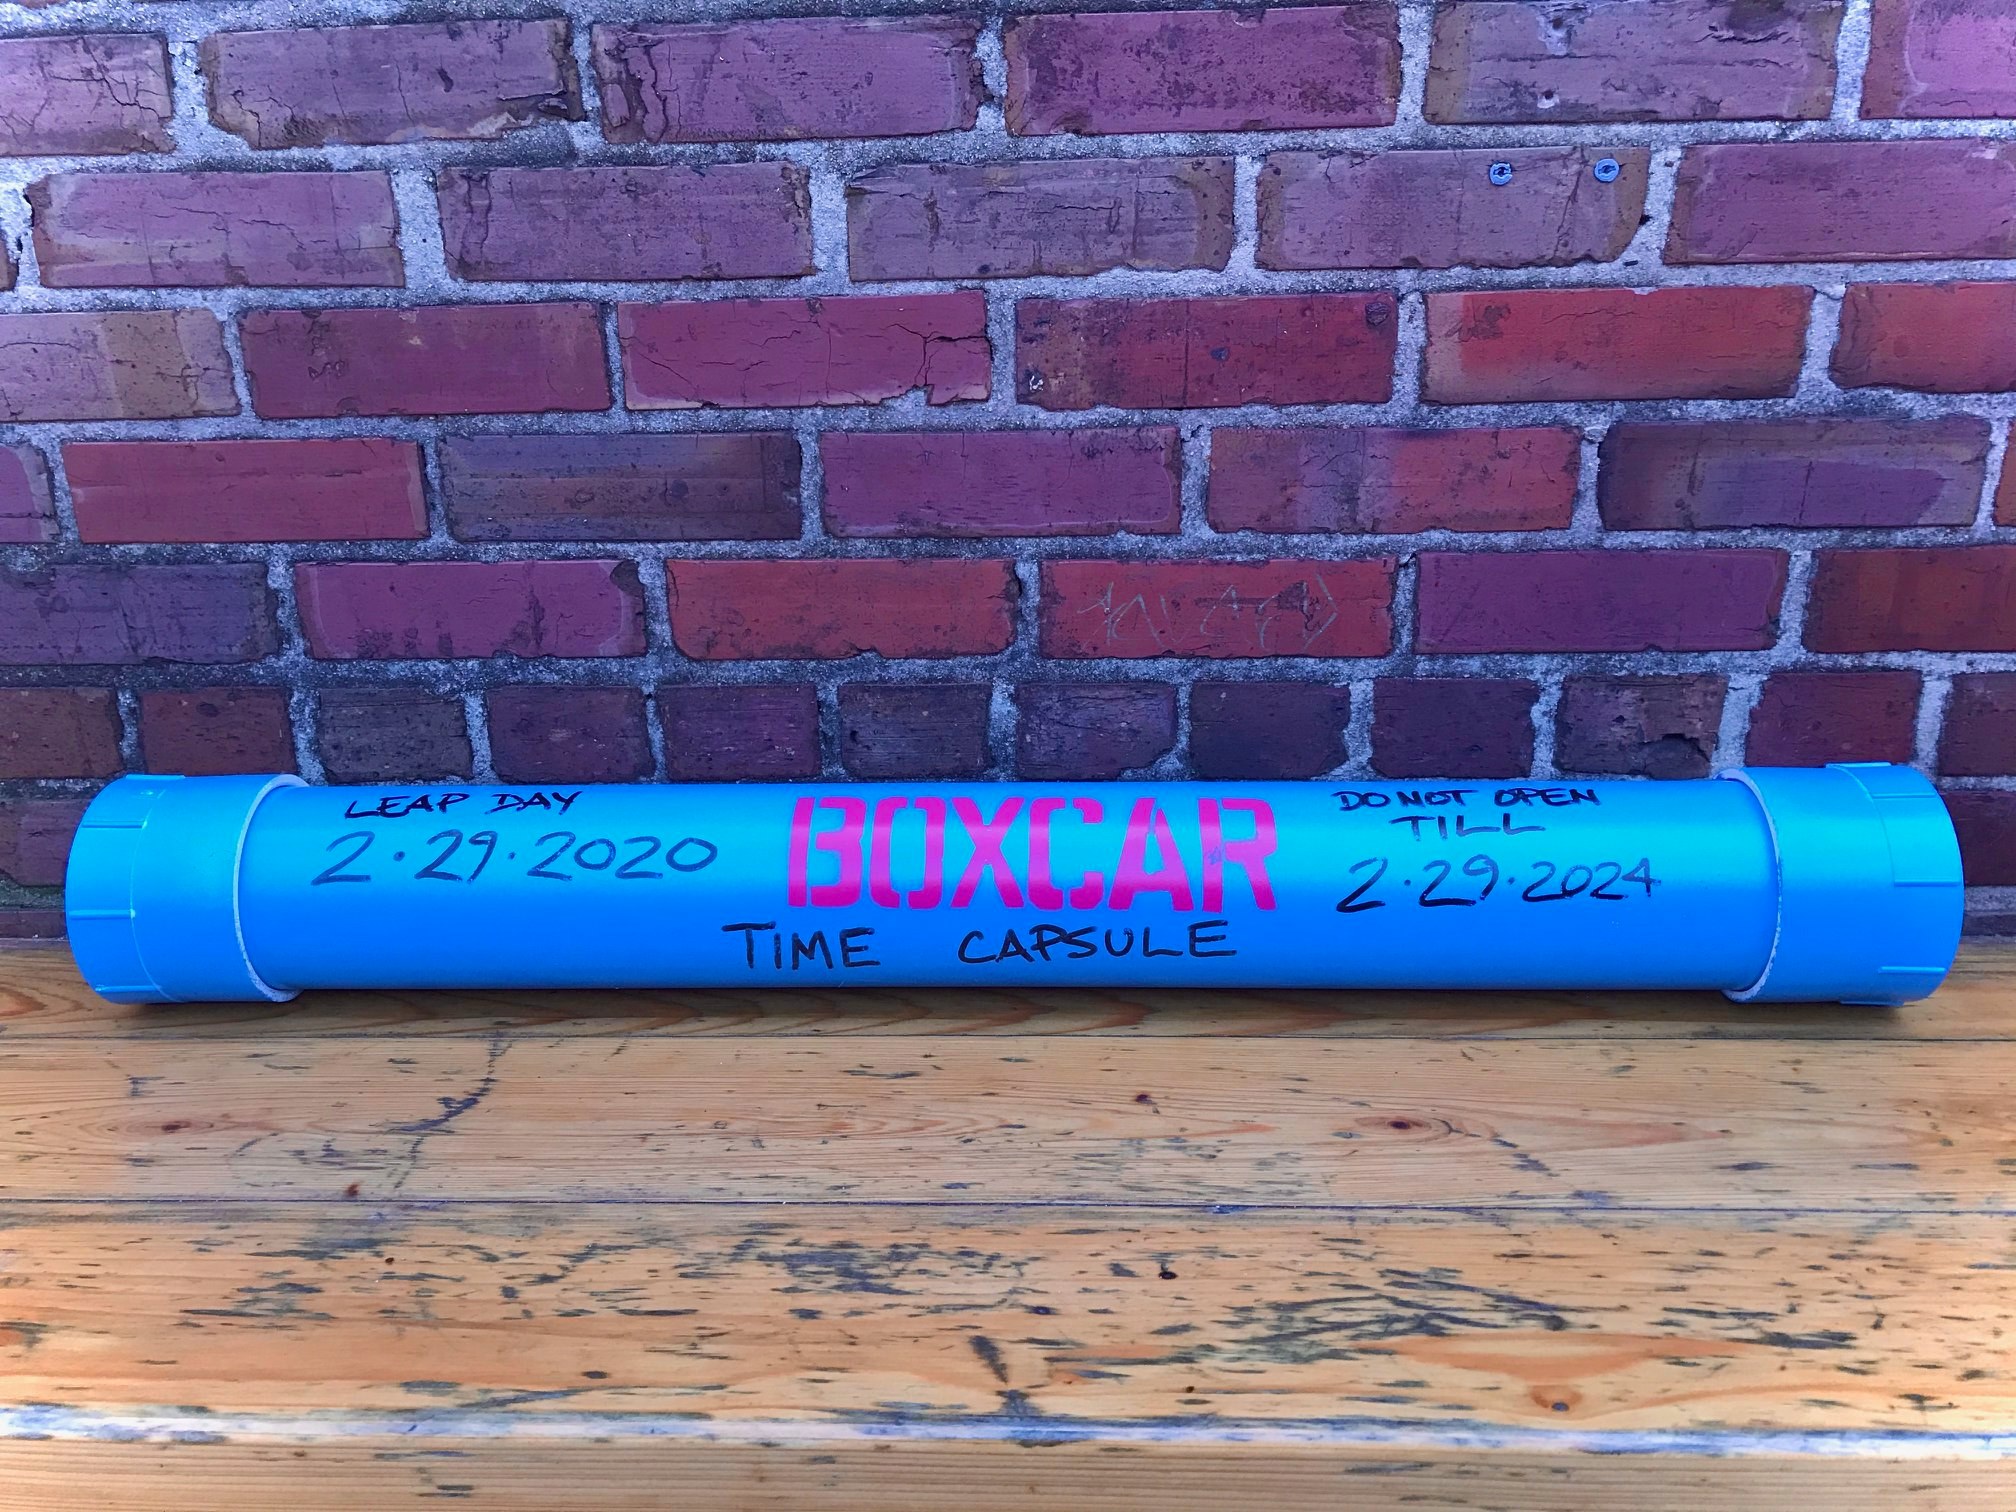 LEAP DAY
2·29·2020
BOXCAR
TIME CAPSULE
DO NOT OPEN
TILL
2·29·2024